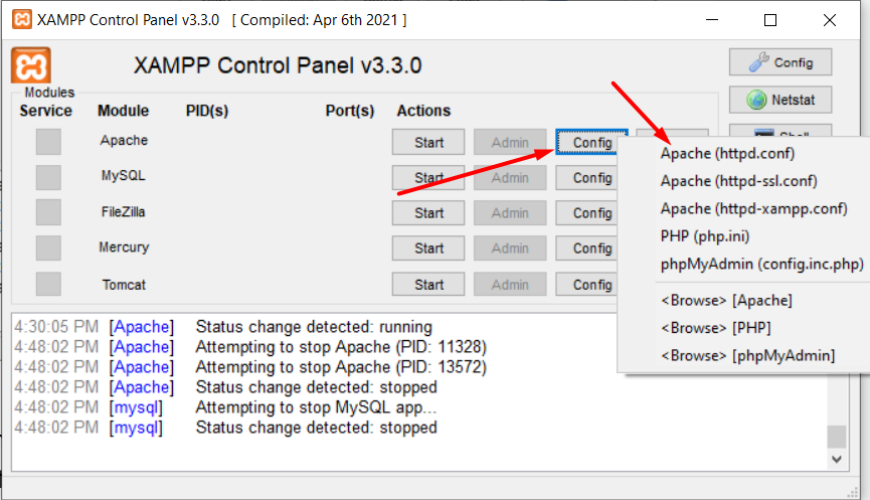 XAMPP Control Panel v3.3.0 [ Compiled: Apr 6th 2021 ]
XAMPP Control Panel v3.3.0
Config
Modules
Service Module PID(s) Port(s) Actions
Netstat
Apache Start Admin Config
MySQL Start Admin Config
FileZilla Start Admin Config
Mercury Start Admin Config
Tomcat Start Admin Config
Apache (httpd.conf)
Apache (httpd-ssl.conf)
Apache (httpd-xampp.conf)
PHP (php.ini)
phpMyAdmin (config.inc.php)
<Browse> [Apache]
<Browse> [PHP]
<Browse> [phpMyAdmin]
4:30:05 PM [Apache] Status change detected: running
4:48:02 PM [Apache] Attempting to stop Apache (PID: 11328)
4:48:02 PM [Apache] Attempting to stop Apache (PID: 13572)
4:48:02 PM [Apache] Status change detected: stopped
4:48:02 PM [mysql] Attempting to stop MySQL app...
4:48:02 PM [mysql] Status change detected: stopped